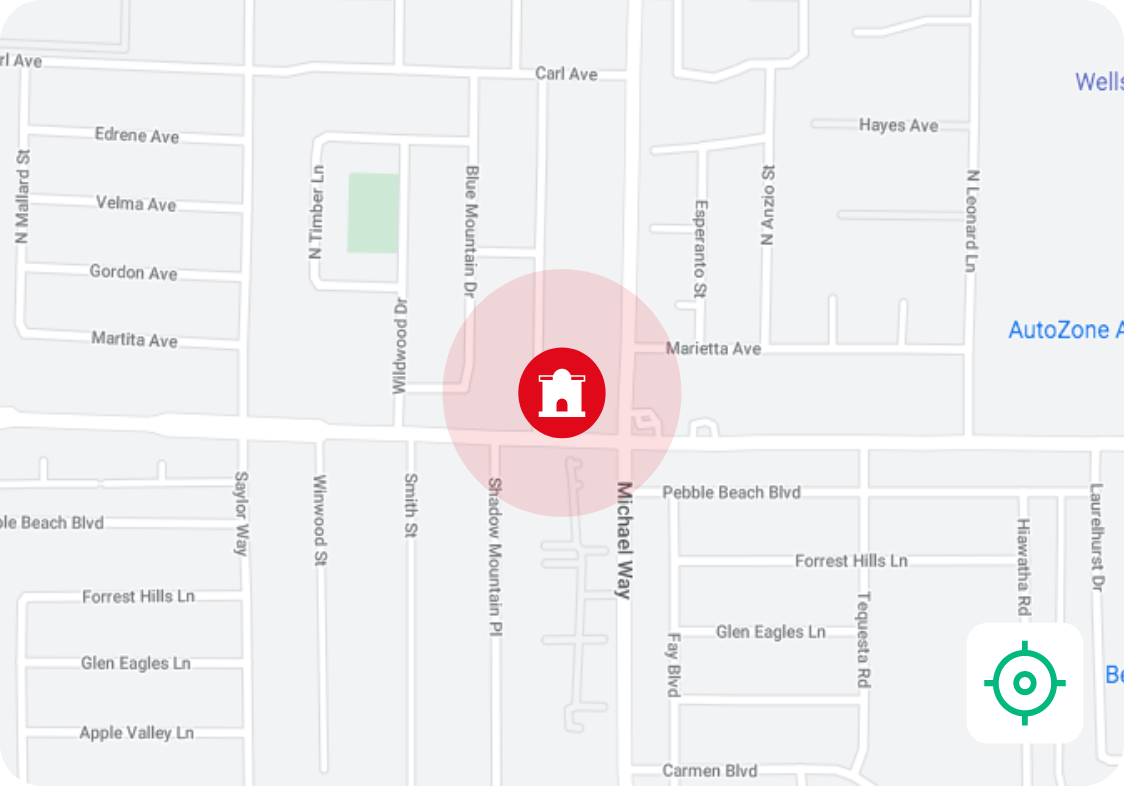 rl Ave
Carl Ave
Wells
Edrene Ave
Hayes Ave
N Mallard St
Velma Ave
N Timber Ln
Blue Mountain Dr
Esperanto St
N Anzio St
N Leonard Ln
Gordon Ave
Martita Ave
Wildwood Dr
Marietta Ave
AutoZone A
Saylor Way
Winwood St
Smith St
Shadow Mountain Pl
Michael Way
Pebble Beach Blvd
Laurelhurst Dr
ble Beach Blvd
Hiawatha Rd
Forrest Hills Ln
Forrest Hills Ln
Tequesta Rd
Glen Eagles Ln
Fay Blvd
Glen Eagles Ln
Be
Apple Valley Ln
Carmen Blvd